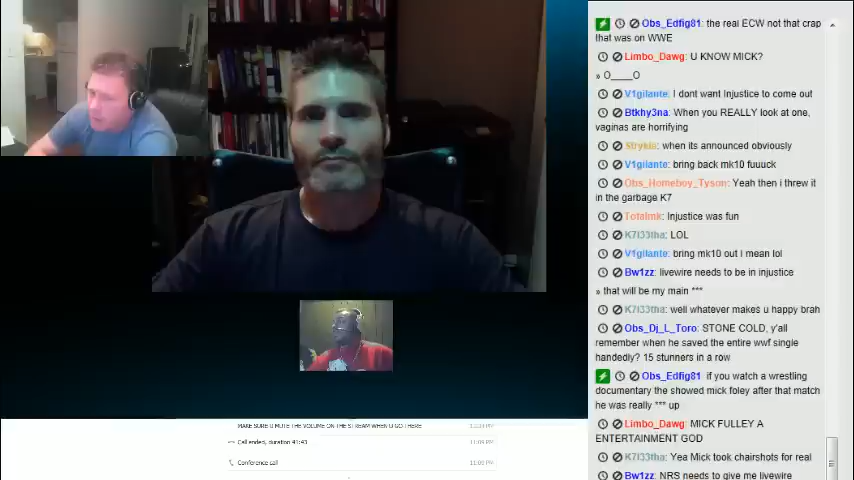 Obs_Edfig81: the real ECW not that crap
that was on WWE
Limbo_Dawg: U KNOW MICK?
» O____O
V1gilante: I dont want Injustice to come out
Btkhy3na: When you REALLY look at one,
vaginas are horrifying
Strykie: when its announced obviously
V1gilante: bring back mk10 fuuuck
Obs_Homeboy_Tyson: Yeah then i threw it
in the garbage K7
Totalmk: Injustice was fun
K7l33tha: LOL
V1gilante: bring mk10 out I mean lol
Bw1zz: livewire needs to be in injustice
» that will be my main ***
K7l33tha: well whatever makes u happy brah
Obs_Dj_L_Toro: STONE COLD, y'all
remember when he saved the entire wwf single
handedly? 15 stunners in a row
Obs_Edfig81: if you watch a wrestling
documentary the showed mick foley after that match
he was really *** up
Limbo_Dawg: MICK FULLEY A
ENTERTAINMENT GOD
K7l33tha: Yea Mick took chairshots for real
Bw1zz: NRS needs to give me livewire
MAKE SURE U MUTE THE VOLUME ON THE STREAM WHEN U GO THERE
Call ended, duration 41:43 11:09 PM
Conference call 11:09 PM